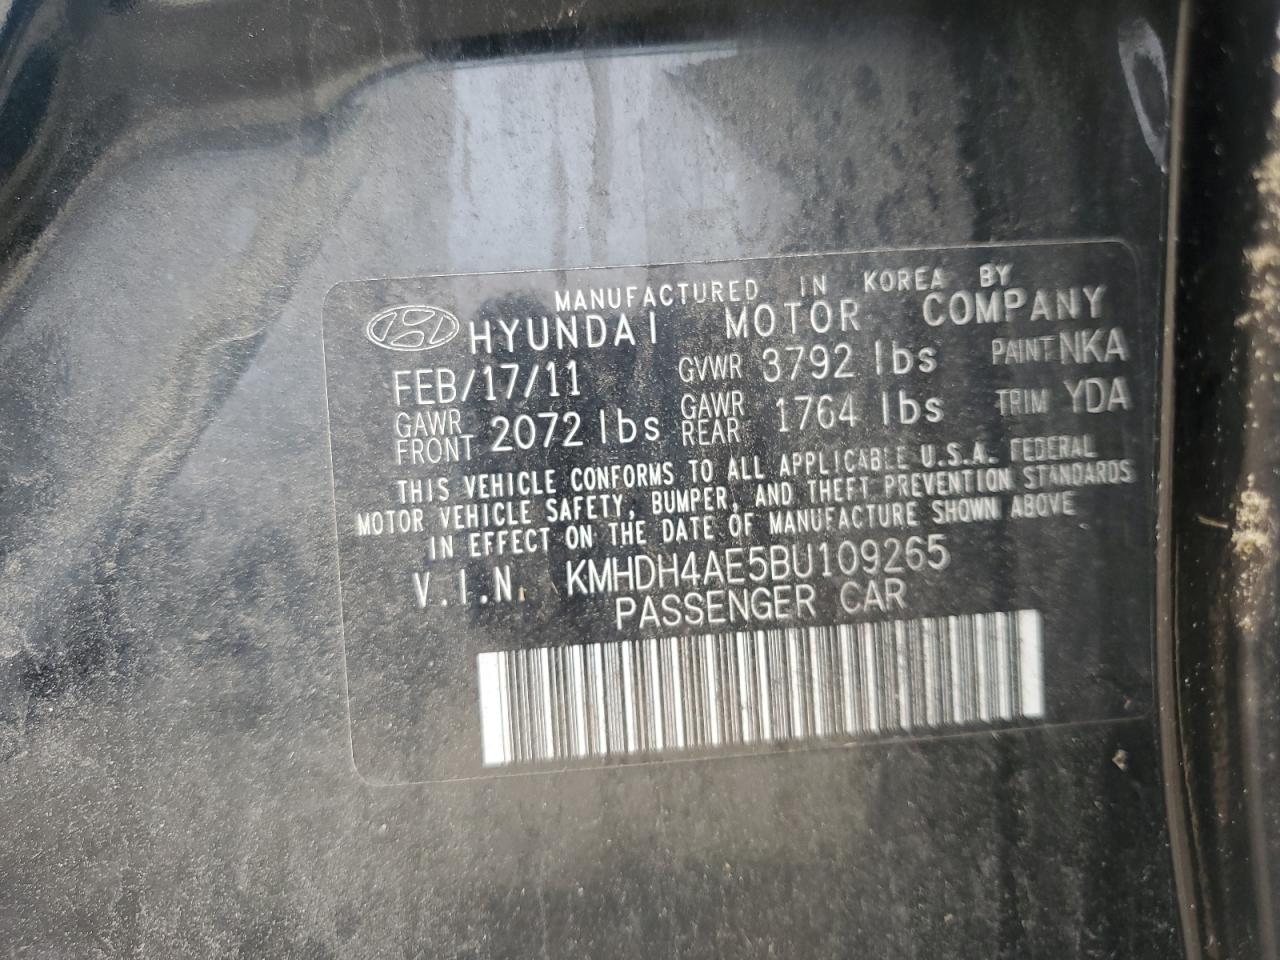 MANUFACTURED IN KOREA BY
HYUNDAI MOTOR COMPANY
FEB/17/11 GVWR 3792 lbs PAINT NKA
GAWR FRONT 2072 lbs GAWR REAR 1764 lbs TRIM YDA
THIS VEHICLE CONFORMS TO ALL APPLICABLE U.S.A. FEDERAL
MOTOR VEHICLE SAFETY, BUMPER, AND THEFT PREVENTION STANDARDS
IN EFFECT ON THE DATE OF MANUFACTURE SHOWN ABOVE
V.I.N. KMHDH4AE5BU109265
PASSENGER CAR